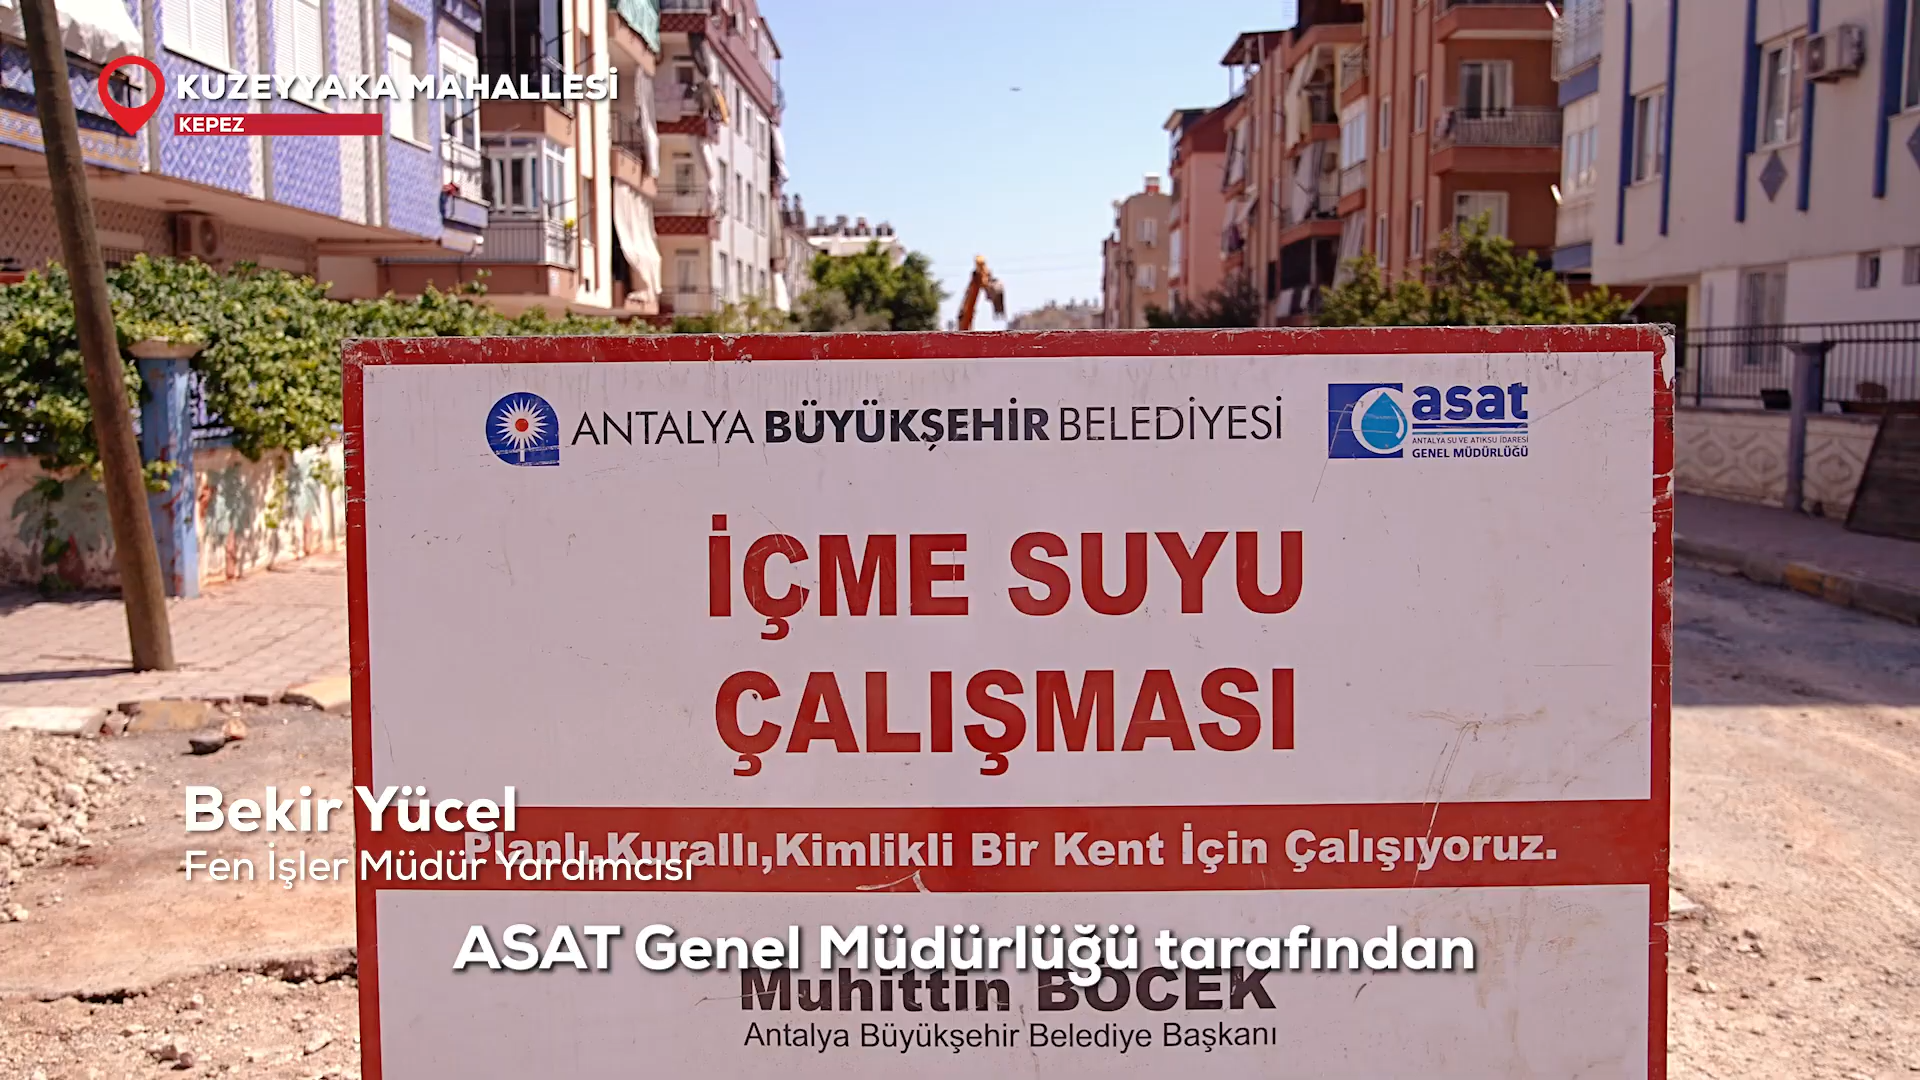 KUZEYYAKA MAHALLESİ
KEPEZ
ANTALYA BÜYÜKŞEHİR BELEDİYESİ
asat
ANTALYA SU VE ATIKSU İDARESİ
GENEL MÜDÜRLÜĞÜ
İÇME SUYU
ÇALIŞMASI
Planlı,Kurallı,Kimlikli Bir Kent İçin Çalışıyoruz.
Bekir Yücel
Fen İşler Müdür Yardımcısı
ASAT Genel Müdürlüğü tarafından
Muhittin BÖCEK
Antalya Büyükşehir Belediye Başkanı